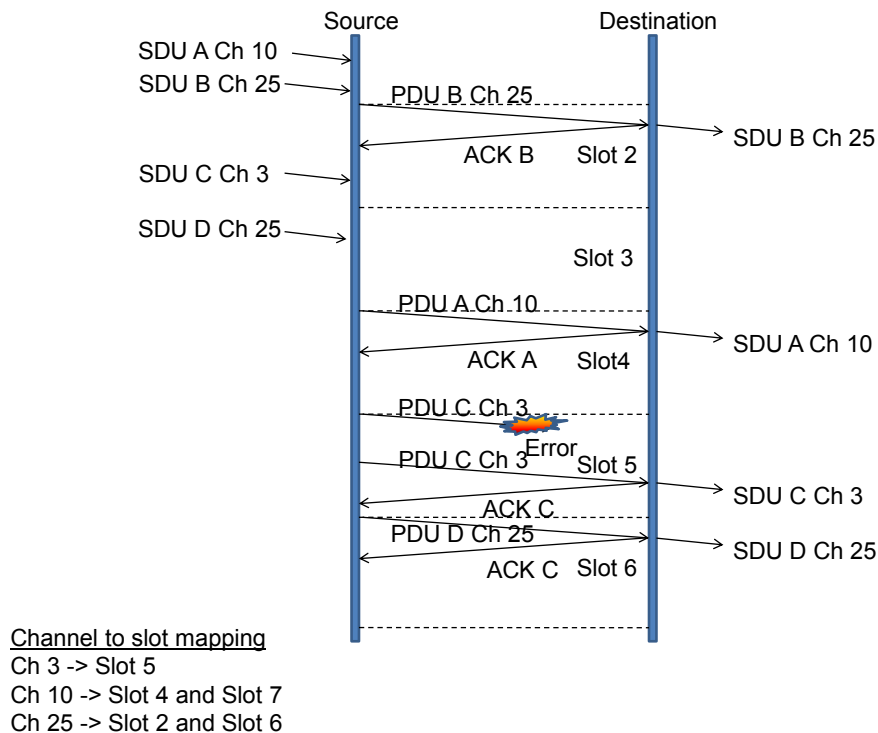 Source
Destination
SDU A Ch 10
SDU B Ch 25
PDU B Ch 25
SDU B Ch 25
ACK B
Slot 2
SDU C Ch 3
SDU D Ch 25
Slot 3
PDU A Ch 10
SDU A Ch 10
ACK A
Slot4
PDU C Ch 3
Error
PDU C Ch 3
Slot 5
SDU C Ch 3
ACK C
PDU D Ch 25
SDU D Ch 25
ACK C
Slot 6
Channel to slot mapping
Ch 3 -> Slot 5
Ch 10 -> Slot 4 and Slot 7
Ch 25 -> Slot 2 and Slot 6